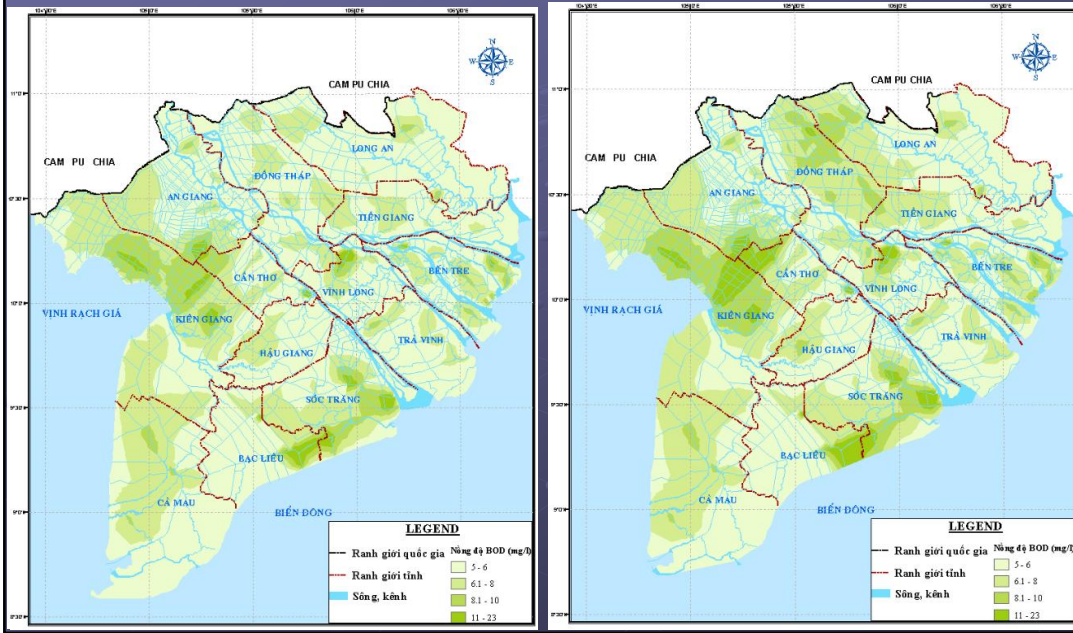 N
W E
S
CAM PU CHIA
CAM PU CHIA
LONG AN
ĐỒNG THÁP
AN GIANG
TIỀN GIANG
BẾN TRE
CẦN THƠ
VĨNH LONG
VỊNH RẠCH GIÁ
KIÊN GIANG
TRÀ VINH
HẬU GIANG
SÓC TRĂNG
BẠC LIÊU
CÀ MAU
BIỂN ĐÔNG
LEGEND
Ranh giới quốc gia
Ranh giới tỉnh
Sông, kênh
Nồng độ BOD (mg/l)
5 - 6
6.1 - 8
8.1 - 10
11 - 23
N
W E
S
CAM PU CHIA
CAM PU CHIA
LONG AN
ĐỒNG THÁP
AN GIANG
TIỀN GIANG
BẾN TRE
CẦN THƠ
VĨNH LONG
VỊNH RẠCH GIÁ
KIÊN GIANG
TRÀ VINH
HẬU GIANG
SÓC TRĂNG
BẠC LIÊU
CÀ MAU
BIỂN ĐÔNG
LEGEND
Ranh giới quốc gia
Ranh giới tỉnh
Sông, kênh
Nồng độ BOD (mg/l)
5 - 6
6.1 - 8
8.1 - 10
11 - 23